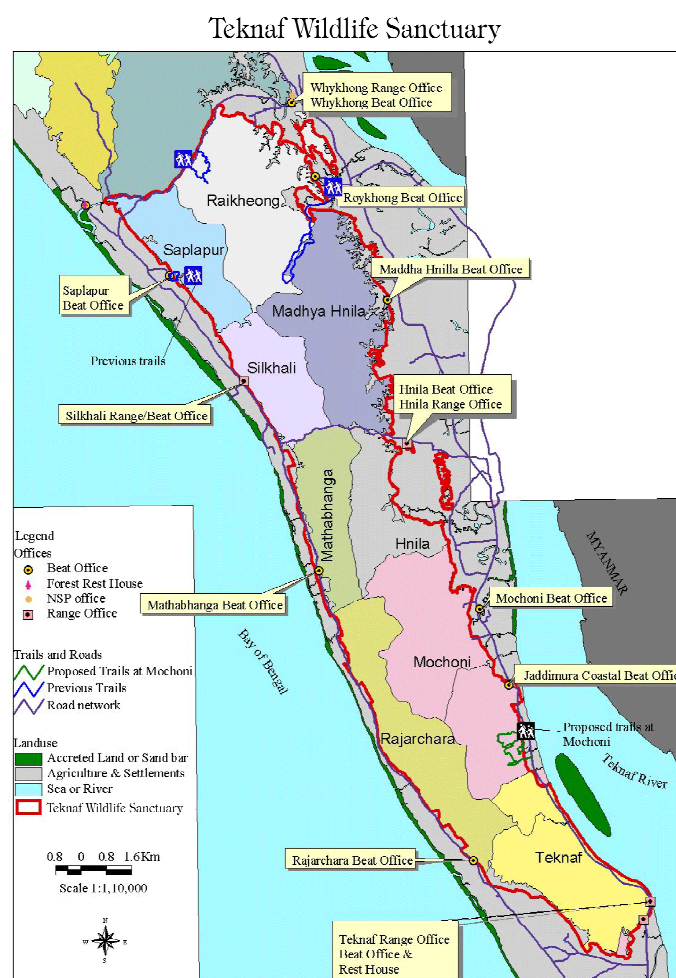 Teknaf Wildlife Sanctuary
Whykhong Range Office
Whykhong Beat Office
Raikheong
Roykhong Beat Office
Saplapur
Maddha Hnilla Beat Office
Saplapur
Beat Office
Madhya Hnila
Previous trails
Silkhali
Hnila Beat Office
Hnila Range Office
Silkhali Range/Beat Office
Mathabhanga
Hnila
MYANMAR
Legend
Offices
Beat Office
Forest Rest House
NSP office
Range Office
Mathabhanga Beat Office
Mochoni Beat Office
Bay of Bengal
Mochoni
Jaddimura Coastal Beat Offic
Trails and Roads
Proposed Trails at Mochoni
Previous Trails
Road network
Rajarchara
Proposed trails at
Mochoni
Teknaf River
Landuse
Accreted Land or Sand bar
Agriculture & Settlements
Sea or River
Teknaf Wildlife Sanctuary
0.8 0 0.8 1.6Km
Scale 1:1,10,000
Rajarchara Beat Office
Teknaf
N
W E
S
Teknaf Range Office
Beat Office &
Rest House